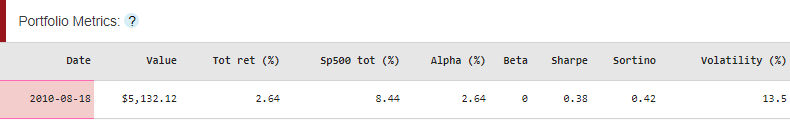 Portfolio Metrics: ?
Date Value Tot ret (%) Sp500 tot (%) Alpha (%) Beta Sharpe Sortino Volatility (%)
2010-08-18 $5,132.12 2.64 8.44 2.64 0 0.38 0.42 13.5